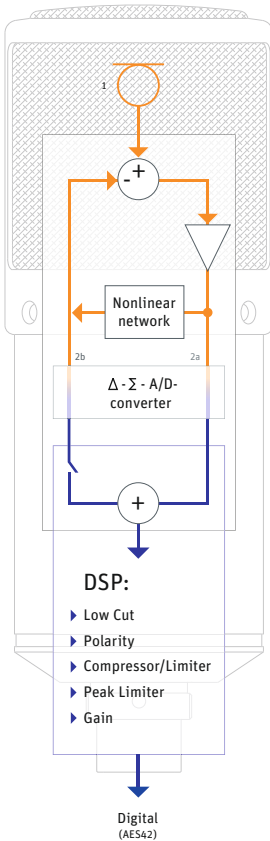 1
- +
Nonlinear
network
2b 2a
Δ - Σ - A/D-
converter
+
DSP:
Low Cut
Polarity
Compressor/Limiter
Peak Limiter
Gain
Digital
(AES42)